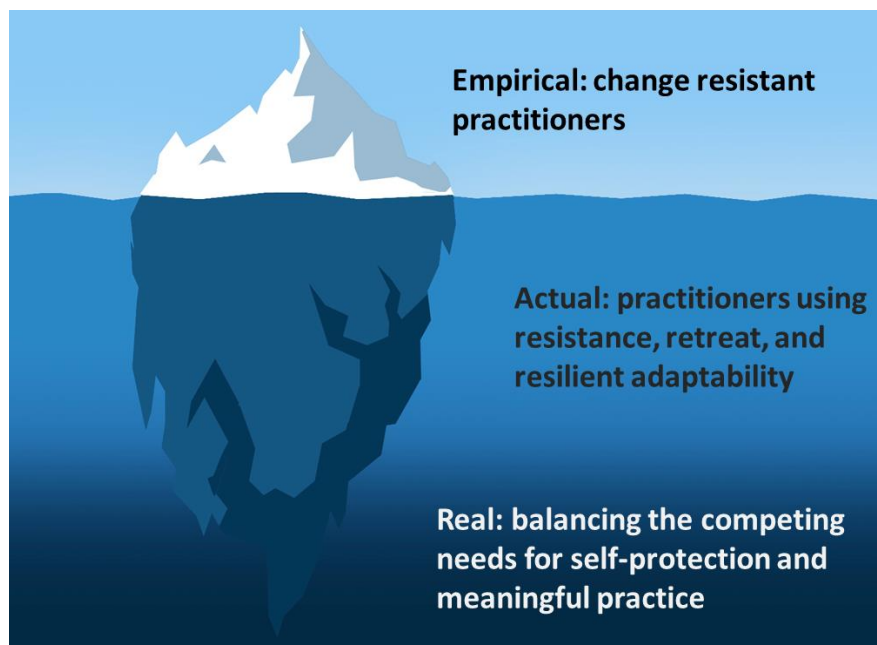 Empirical: change resistant
practitioners
Actual: practitioners using
resistance, retreat, and
resilient adaptability
Real: balancing the competing
needs for self-protection and
meaningful practice